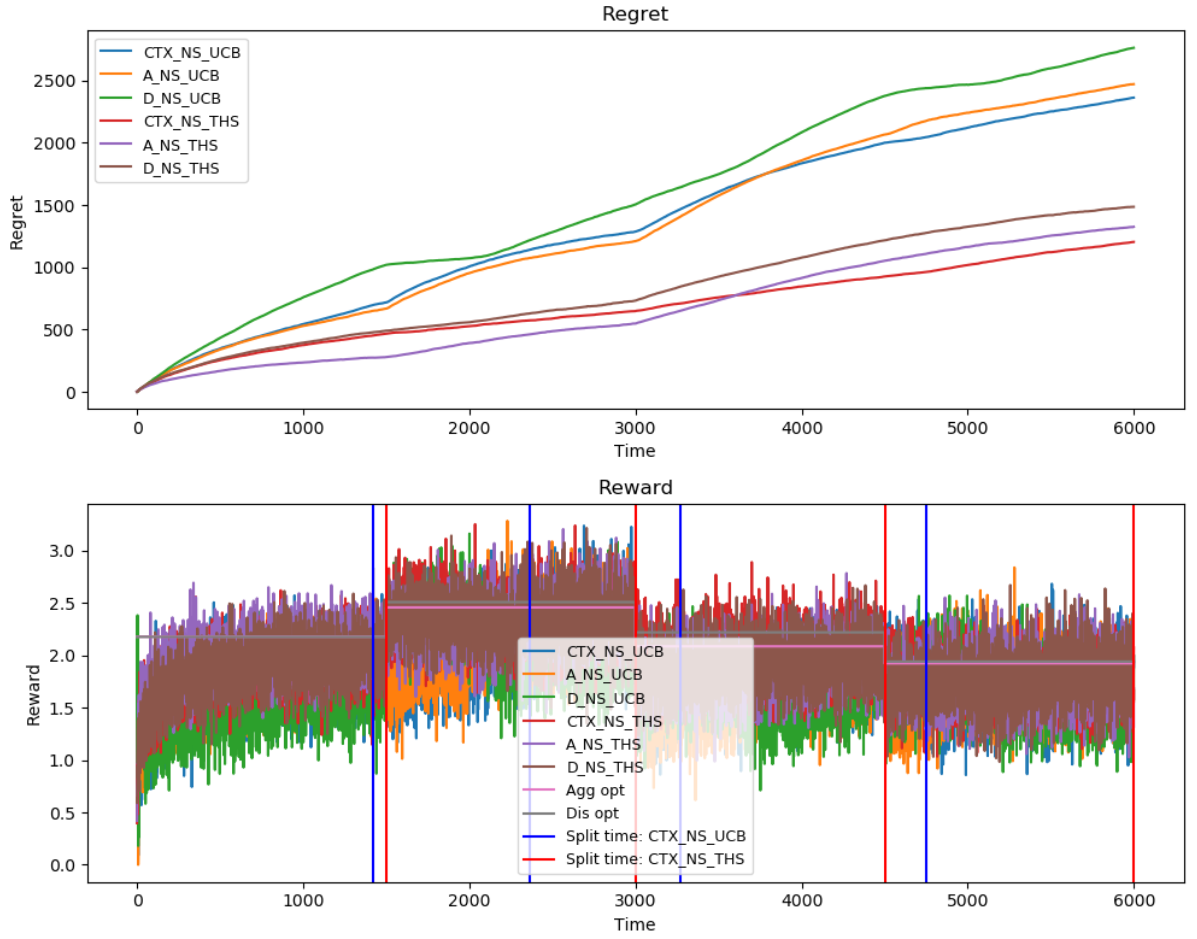 Regret
CTX_NS_UCB
A_NS_UCB
D_NS_UCB
CTX_NS_THS
A_NS_THS
D_NS_THS
2500
2000
1500
1000
500
0
Regret
0 1000 2000 3000 4000 5000 6000
Time
Reward
3.0
2.5
2.0
1.5
1.0
0.5
0.0
Reward
CTX_NS_UCB
A_NS_UCB
D_NS_UCB
CTX_NS_THS
A_NS_THS
D_NS_THS
Agg opt
Dis opt
Split time: CTX_NS_UCB
Split time: CTX_NS_THS
0 1000 2000 3000 4000 5000 6000
Time